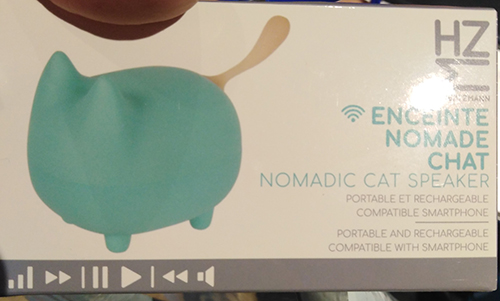 HZ
ENCEINTE
NOMADE
CHAT
NOMADIC CAT SPEAKER
PORTABLE ET RECHARGEABLE
COMPATIBLE SMARTPHONE
PORTABLE AND RECHARGEABLE
COMPATIBLE WITH SMARTPHONE